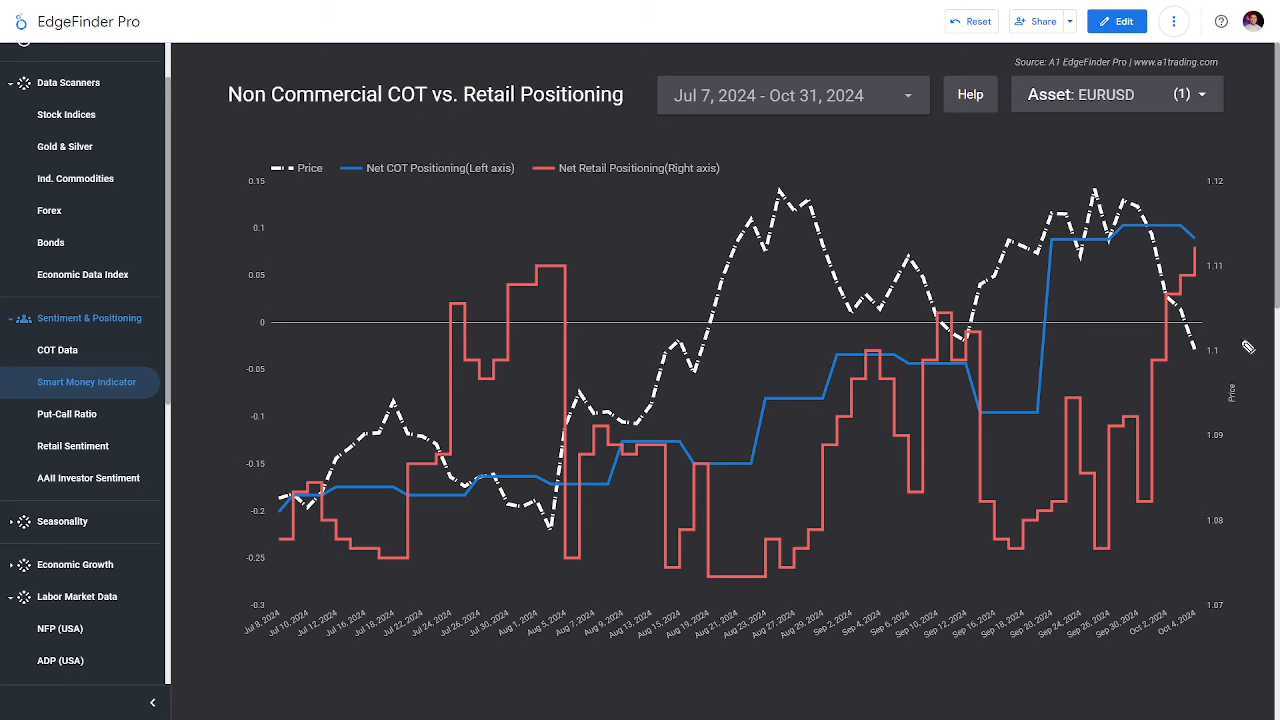 EdgeFinder Pro
Reset
Share
Edit
Data Scanners
Stock Indices
Gold & Silver
Ind. Commodities
Forex
Bonds
Economic Data Index
Sentiment & Positioning
COT Data
Smart Money Indicator
Put-Call Ratio
Retail Sentiment
AAII Investor Sentiment
Seasonality
Economic Growth
Labor Market Data
NFP (USA)
ADP (USA)
Source: A1 EdgeFinder Pro | www.a1trading.com
Non Commercial COT vs. Retail Positioning
Jul 7, 2024 - Oct 31, 2024
Help
Asset: EURUSD (1)
Price
Net COT Positioning(Left axis)
Net Retail Positioning(Right axis)
0.15
0.1
0.05
0
-0.05
-0.1
-0.15
-0.2
-0.25
-0.3
1.12
1.11
1.1
1.09
1.08
1.07
Price
Jul 8, 2024
Jul 10, 2024
Jul 12, 2024
Jul 16, 2024
Jul 18, 2024
Jul 22, 2024
Jul 24, 2024
Jul 26, 2024
Jul 30, 2024
Aug 1, 2024
Aug 5, 2024
Aug 7, 2024
Aug 9, 2024
Aug 13, 2024
Aug 15, 2024
Aug 19, 2024
Aug 21, 2024
Aug 23, 2024
Aug 27, 2024
Aug 29, 2024
Sep 2, 2024
Sep 4, 2024
Sep 6, 2024
Sep 10, 2024
Sep 12, 2024
Sep 16, 2024
Sep 18, 2024
Sep 20, 2024
Sep 24, 2024
Sep 26, 2024
Sep 30, 2024
Oct 2, 2024
Oct 4, 2024